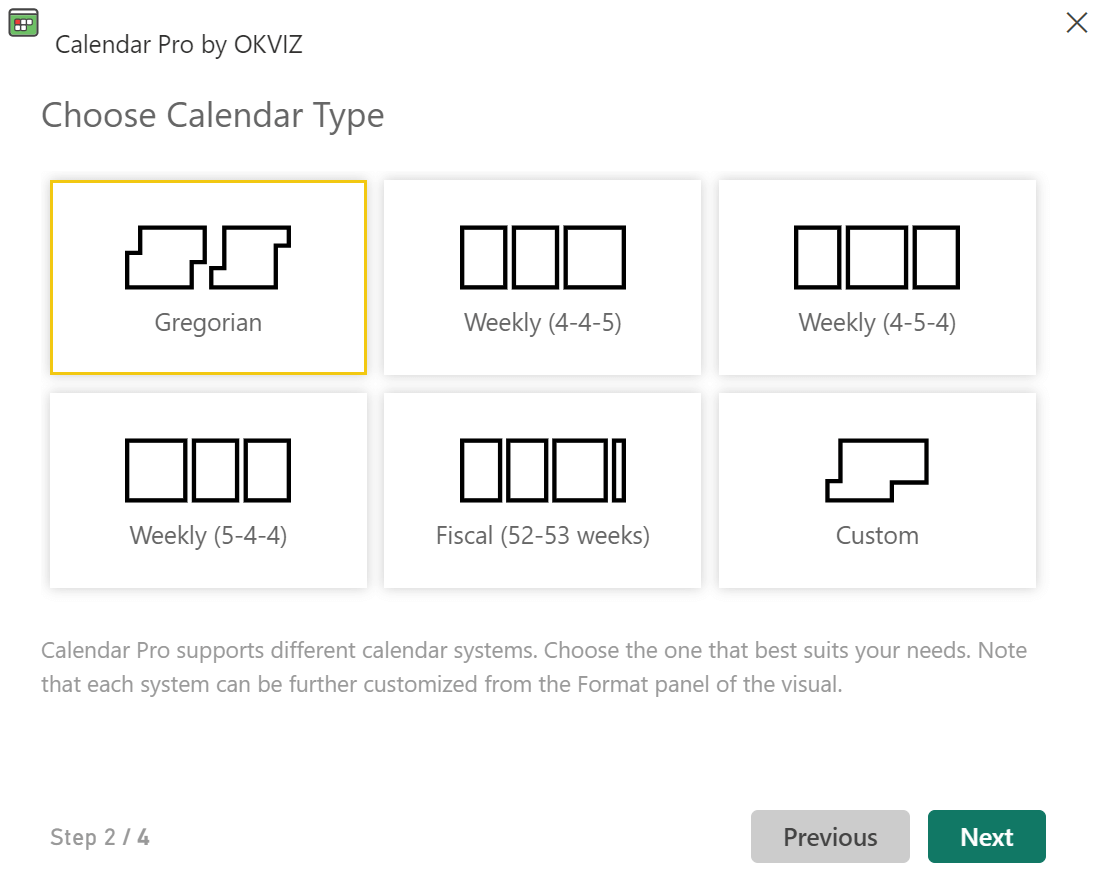 Calendar Pro by OKVIZ
Choose Calendar Type
Gregorian
Weekly (4-4-5)
Weekly (4-5-4)
Weekly (5-4-4)
Fiscal (52-53 weeks)
Custom
Calendar Pro supports different calendar systems. Choose the one that best suits your needs. Note
that each system can be further customized from the Format panel of the visual.
Step 2 / 4
Previous
Next